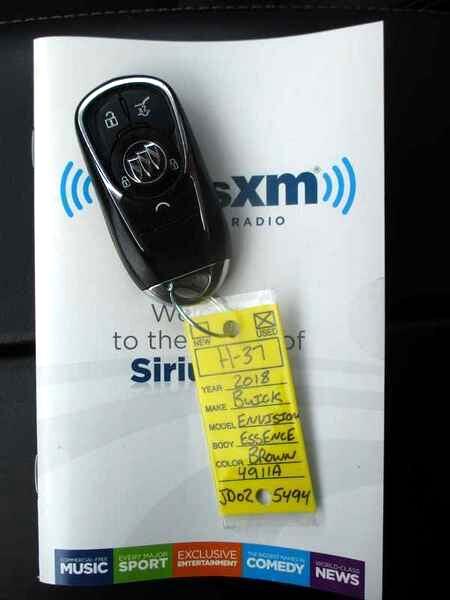 sxm
RADIO
to the of
Siri
NEW USED
H-37
YEAR 2018
MAKE BUICK
MODEL ENVISION
BODY ESSENCE
COLOR BROWN
4911A
JD02 5494
COMMERCIAL-FREE MUSIC
EVERY MAJOR SPORT
EXCLUSIVE ENTERTAINMENT
THE BIGGEST NAMES IN COMEDY
WORLD-CLASS NEWS